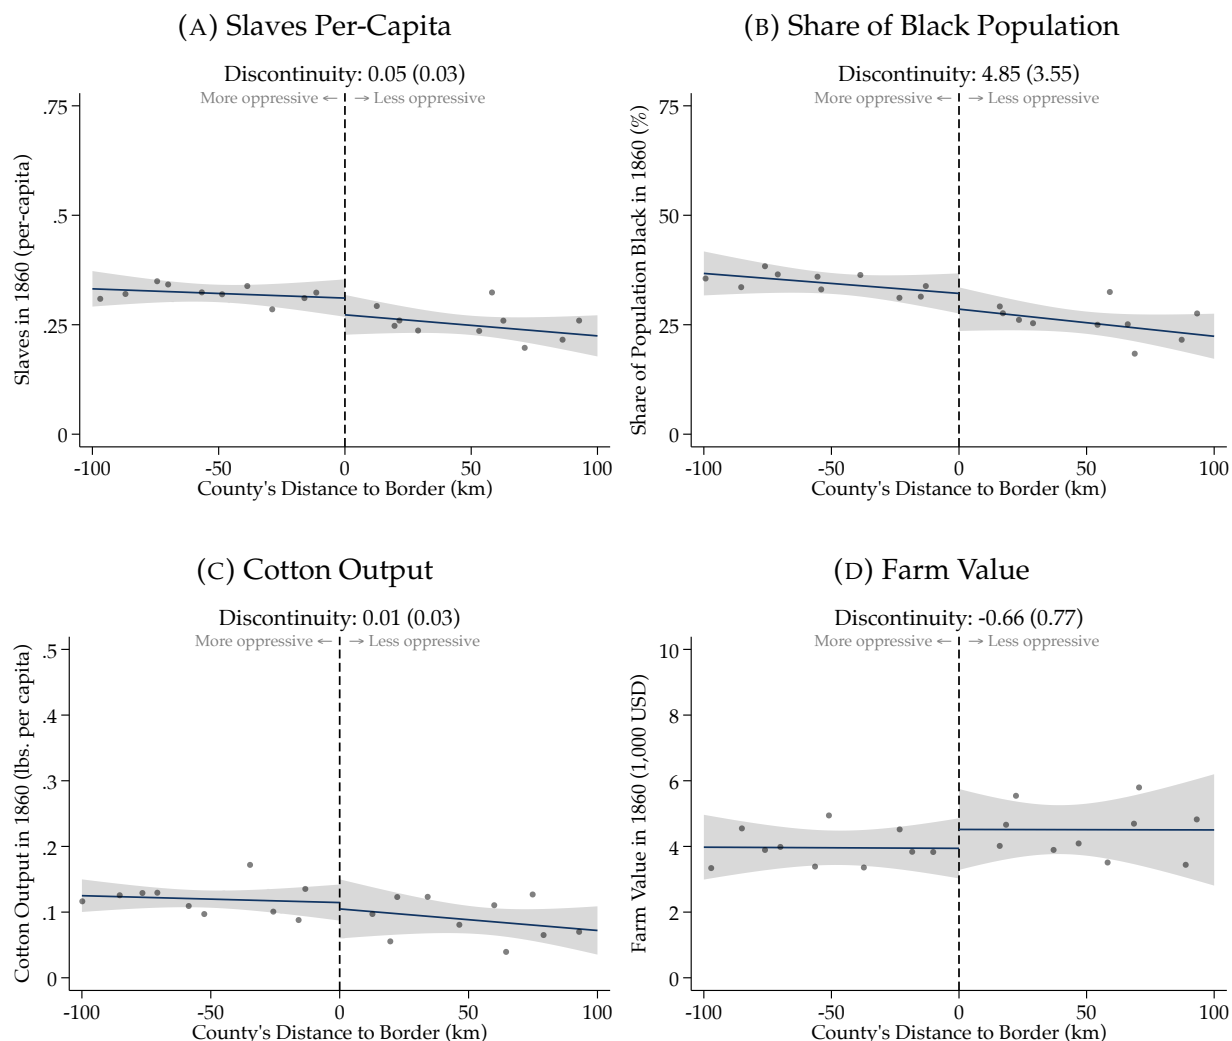 (A) Slaves Per-Capita
Discontinuity: 0.05 (0.03)
More oppressive ← → Less oppressive
Slaves in 1860 (per-capita)
.75
.5
.25
0
-100 -50 0 50 100
County's Distance to Border (km)
(B) Share of Black Population
Discontinuity: 4.85 (3.55)
More oppressive ← → Less oppressive
Share of Population Black in 1860 (%)
75
50
25
0
-100 -50 0 50 100
County's Distance to Border (km)
(C) Cotton Output
Discontinuity: 0.01 (0.03)
More oppressive ← → Less oppressive
Cotton Output in 1860 (lbs. per capita)
.5
.4
.3
.2
.1
0
-100 -50 0 50 100
County's Distance to Border (km)
(D) Farm Value
Discontinuity: -0.66 (0.77)
More oppressive ← → Less oppressive
Farm Value in 1860 (1,000 USD)
10
8
6
4
2
0
-100 -50 0 50 100
County's Distance to Border (km)